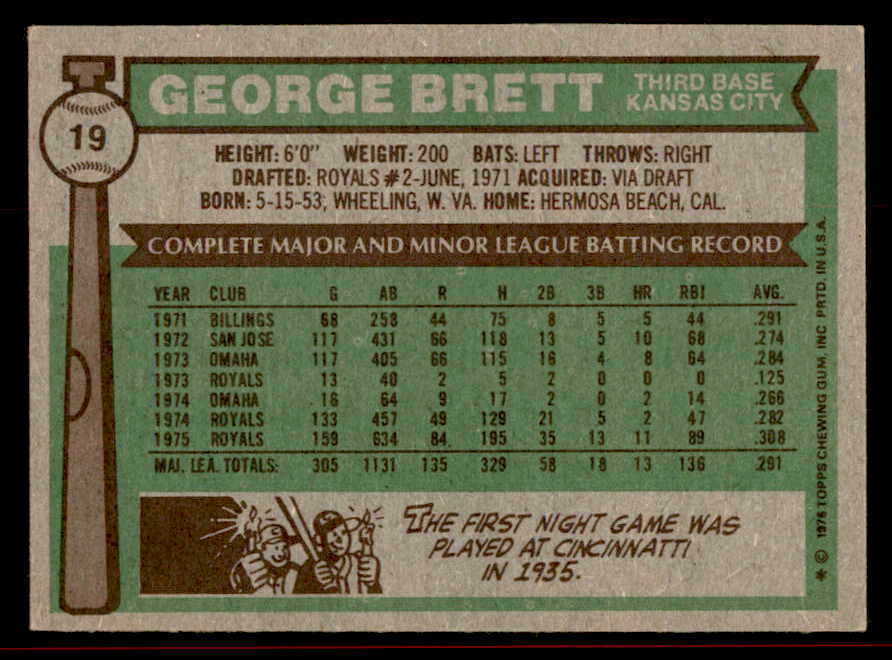 19
GEORGE BRETT
THIRD BASE
KANSAS CITY
HEIGHT: 6'0" WEIGHT: 200 BATS: LEFT THROWS: RIGHT
DRAFTED: ROYALS #2-JUNE, 1971 ACQUIRED: VIA DRAFT
BORN: 5-15-53, WHEELING, W. VA. HOME: HERMOSA BEACH, CAL.
COMPLETE MAJOR AND MINOR LEAGUE BATTING RECORD
YEAR CLUB G AB R H 2B 3B HR RBI AVG.
1971 BILLINGS 68 258 44 75 8 5 5 44 .291
1972 SAN JOSE 117 431 66 118 13 5 10 68 .274
1973 OMAHA 117 405 66 115 16 4 8 64 .284
1973 ROYALS 13 40 2 5 2 0 0 0 .125
1974 OMAHA 16 64 9 17 2 0 2 14 .266
1974 ROYALS 133 457 49 129 21 5 2 47 .282
1975 ROYALS 159 634 84 195 35 13 11 89 .308
MAJ. LEA. TOTALS: 305 1131 135 329 58 18 13 136 .291
THE FIRST NIGHT GAME WAS
PLAYED AT CINCINNATTI
IN 1935.
* © 1976 TOPPS CHEWING GUM, INC. PRTD. IN U.S.A.